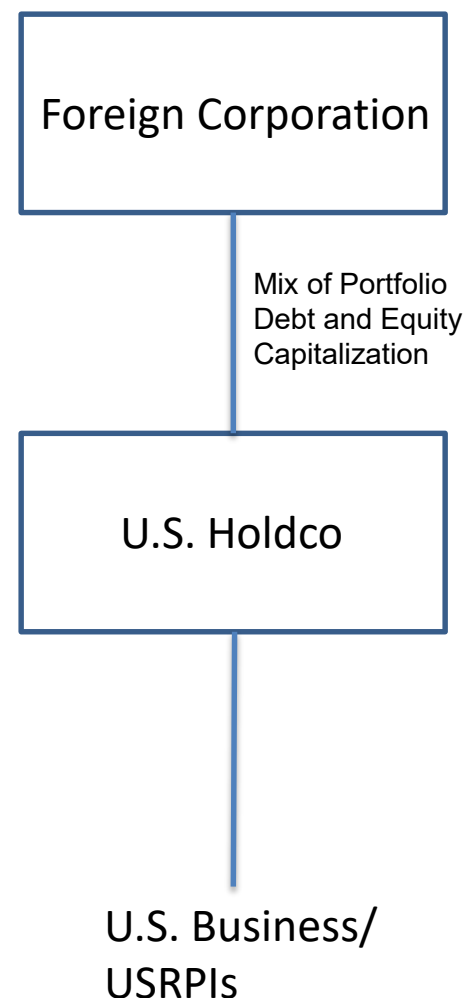 Foreign Corporation
Mix of Portfolio
Debt and Equity
Capitalization
U.S. Holdco
U.S. Business/
USRPIs